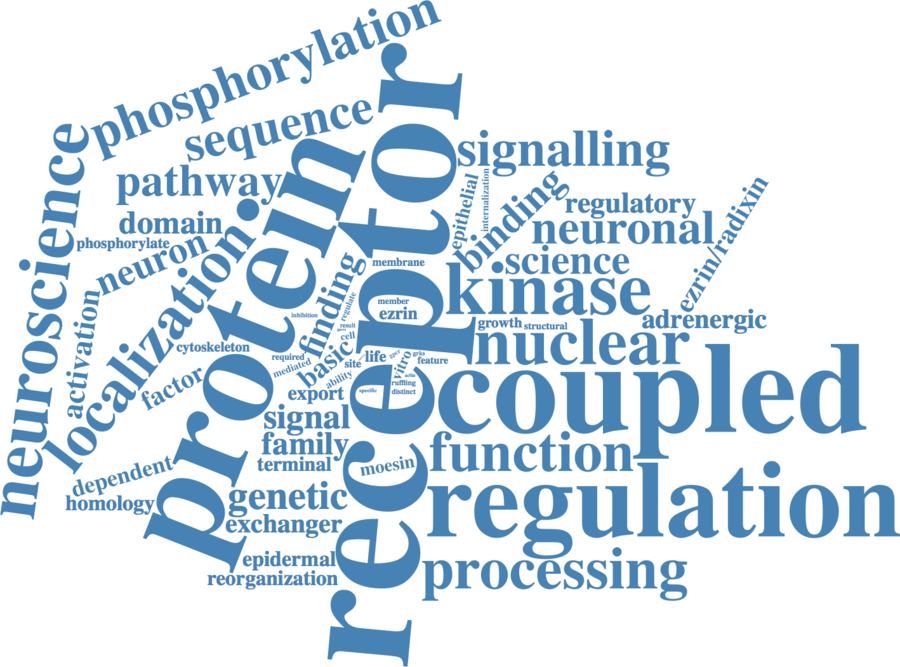 phosphorylation
receptor
sequence
neuroscience
protein
signalling
pathway
epithelial
internalization
binding
regulatory
ezrin/radixin
domain
neuronal
phosphorylate
neuron
localization
finding
membrane
science
kinase
regulate
member
ezrin
activation
inhibition
growth
structural
adrenergic
result
cell
nuclear
cytoskeleton
required
mediated
basic
site
life
vitro
grks
feature
coupled
factor
ability
actin
ruffling
specific
distinct
export
signal
family
function
terminal
moesin
dependent
homology
genetic
regulation
exchanger
epidermal
reorganization
processing